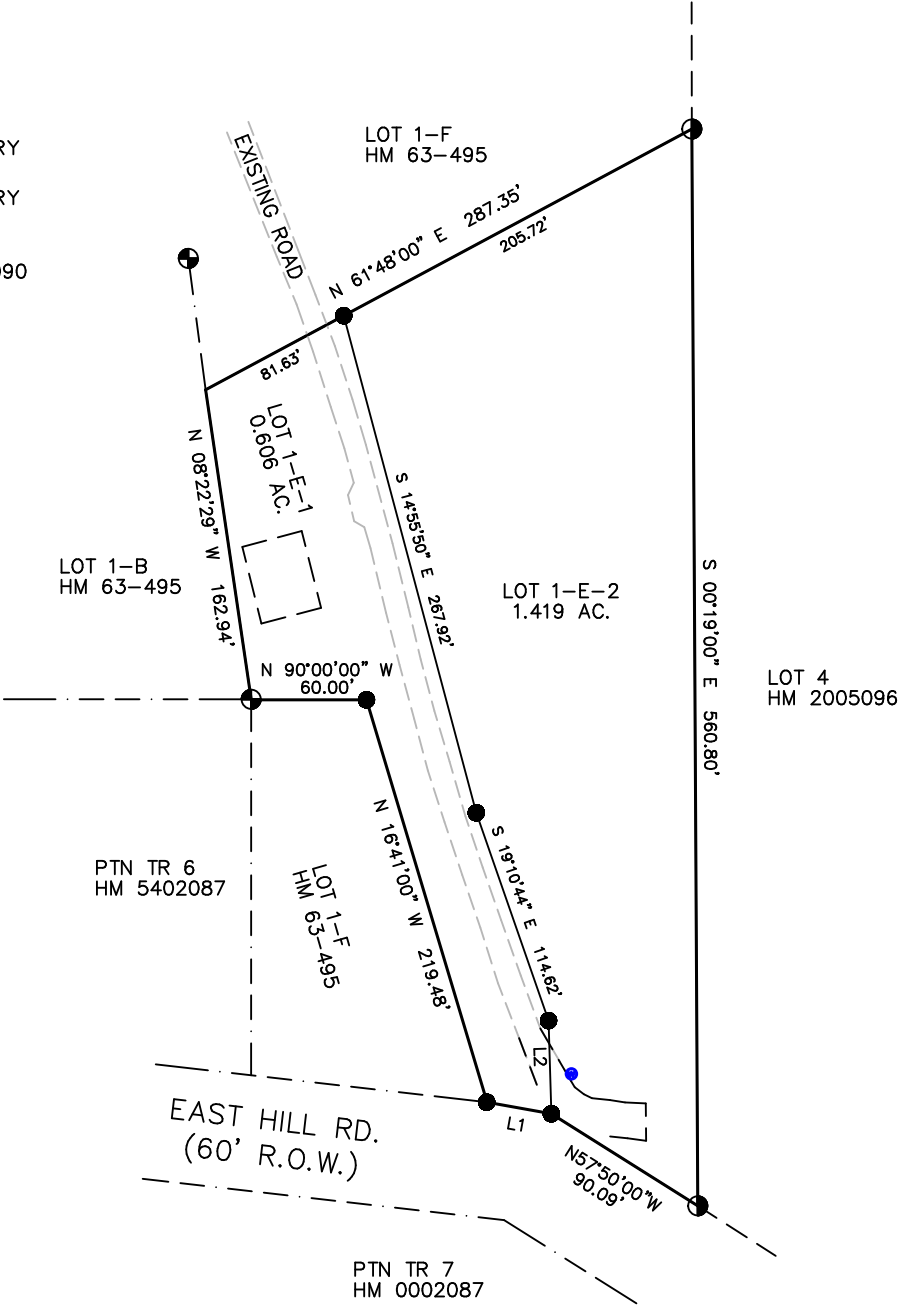 RY
RY
090
LOT 1-F
HM 63-495
EXISTING ROAD
N 61°48'00" E 287.35'
205.72'
81.63'
LOT 1-E-1
0.606 AC.
N 08°22'29" W 162.94'
S 14°55'50" E 267.92'
LOT 1-B
HM 63-495
LOT 1-E-2
1.419 AC.
S 00°19'00" E 560.80'
N 90°00'00" W
60.00'
LOT 4
HM 2005096
N 16°41'00" W 219.48'
S 19°10'44" E 114.62'
PTN TR 6
HM 5402087
LOT 1-F
HM 63-495
L2
L1
EAST HILL RD.
(60' R.O.W.)
N57°50'00"W
90.09'
PTN TR 7
HM 0002087